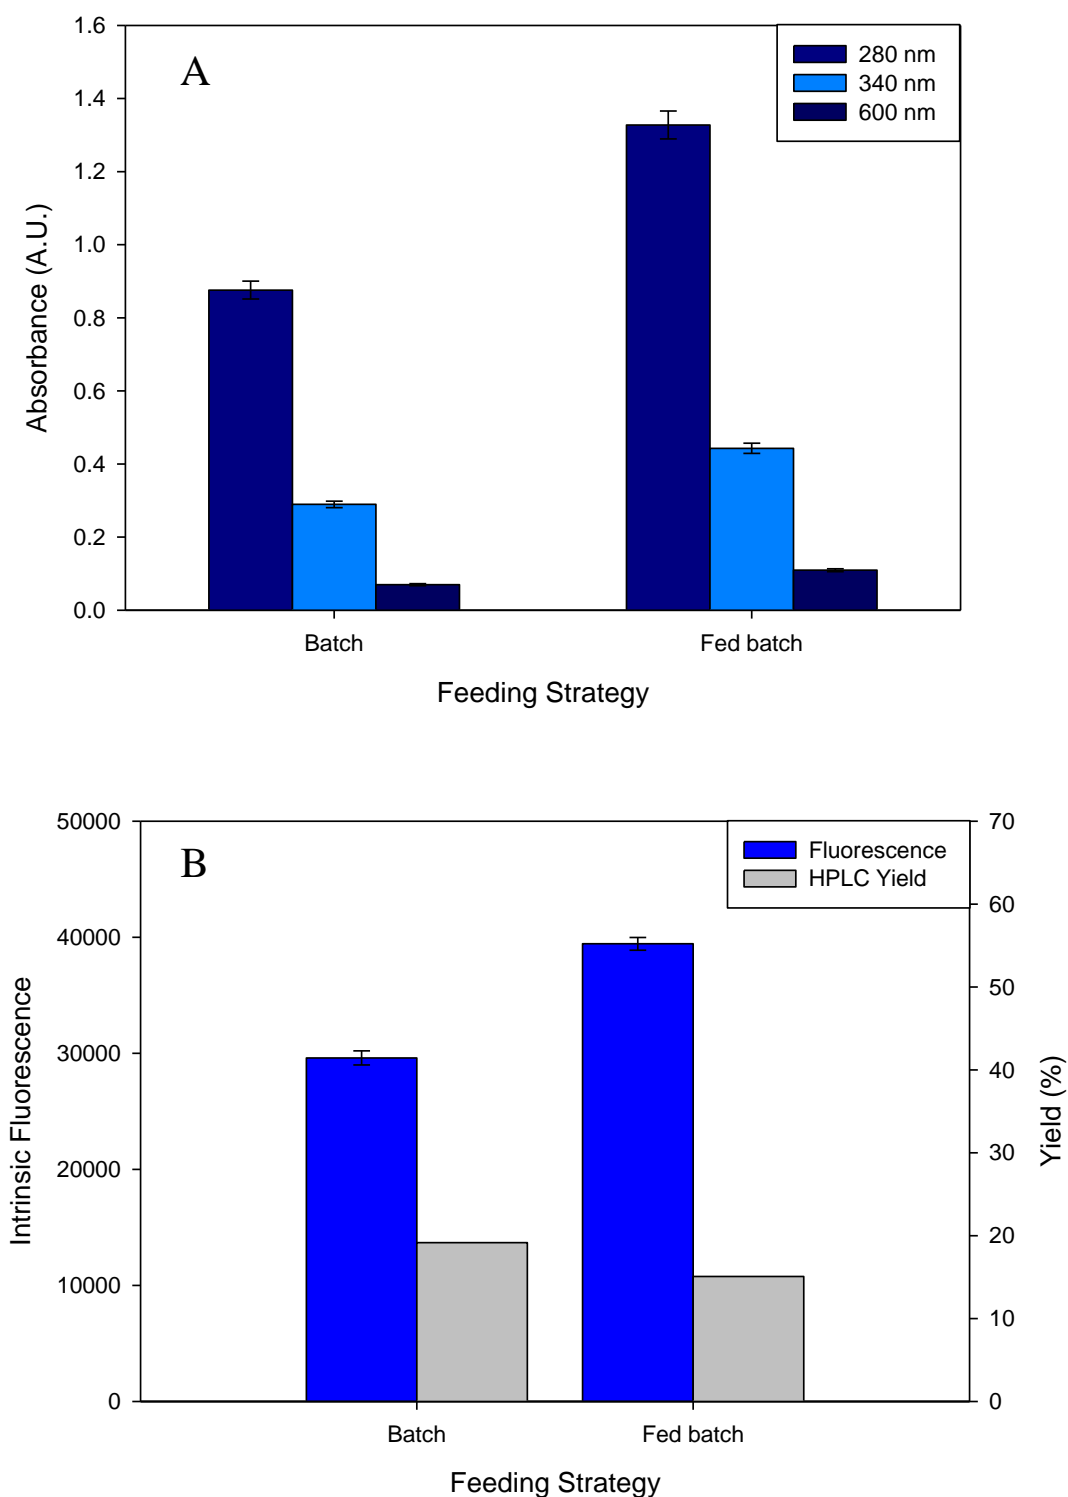 A
280 nm
340 nm
600 nm
1.6
1.4
1.2
1.0
0.8
0.6
0.4
0.2
0.0
Absorbance (A.U.)
Batch
Fed batch
Feeding Strategy
B
Fluorescence
HPLC Yield
50000
40000
30000
20000
10000
0
Intrinsic Fluorescence
70
60
50
40
30
20
10
0
Yield (%)
Batch
Fed batch
Feeding Strategy